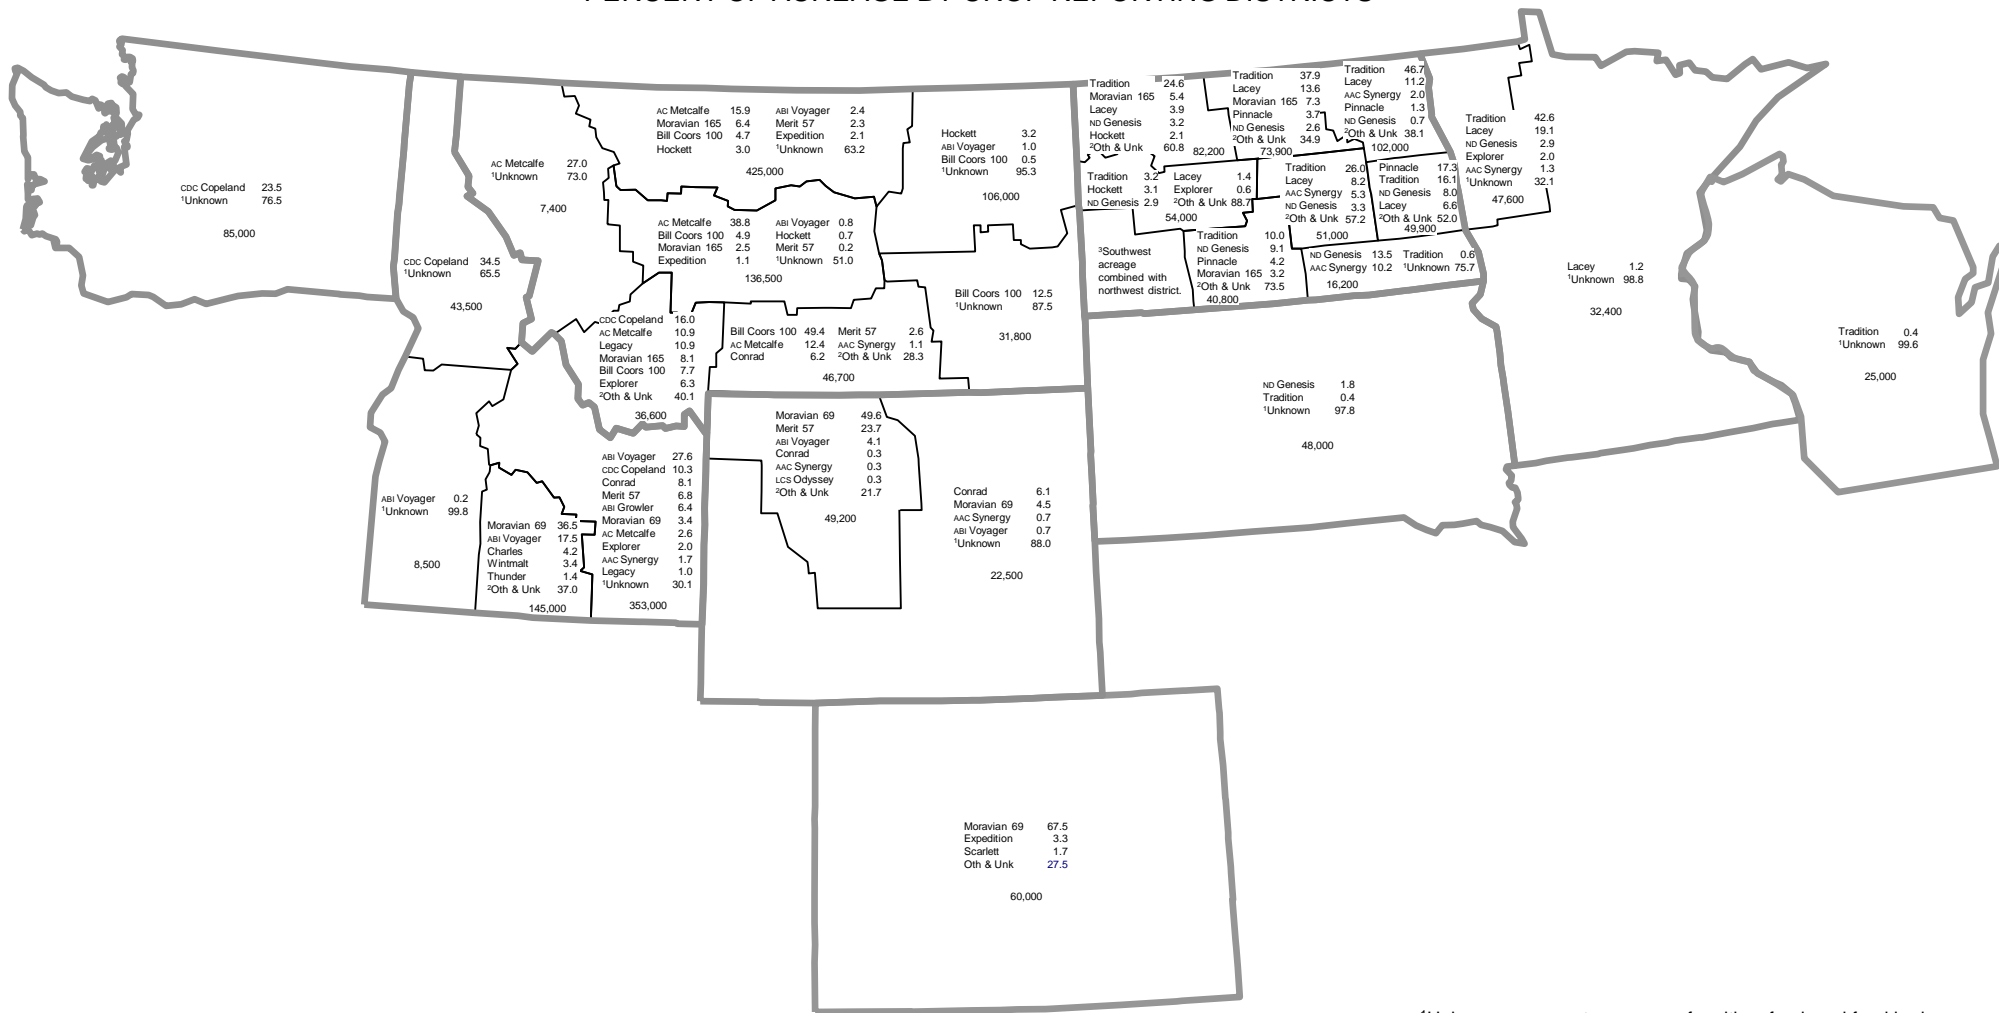 PERCENT OF ACREAGE BY CROP REPORTING DISTRICTS
CDC Copeland 23.5
¹Unknown 76.5
85,000
CDC Copeland 34.5
¹Unknown 65.5
43,500
ABI Voyager 0.2
¹Unknown 99.8
8,500
Moravian 69 36.5
ABI Voyager 17.5
Charles 4.2
Wintmalt 3.4
Thunder 1.4
²Oth & Unk 37.0
145,000
ABI Voyager 27.6
CDC Copeland 10.3
Conrad 8.1
Merit 57 6.8
ABI Growler 6.4
Moravian 69 3.4
AC Metcalfe 2.6
Explorer 2.0
AAC Synergy 1.7
Legacy 1.0
¹Unknown 30.1
353,000
AC Metcalfe 27.0
¹Unknown 73.0
7,400
AC Metcalfe 15.9 ABI Voyager 2.4
Moravian 165 6.4 Merit 57 2.3
Bill Coors 100 4.7 Expedition 2.1
Hockett 3.0 ¹Unknown 63.2
425,000
Hockett 3.2
ABI Voyager 1.0
Bill Coors 100 0.5
¹Unknown 95.3
106,000
AC Metcalfe 38.8 ABI Voyager 0.8
Bill Coors 100 4.9 Hockett 0.7
Moravian 165 2.5 Merit 57 0.2
Expedition 1.1 ¹Unknown 51.0
136,500
CDC Copeland 16.0
AC Metcalfe 10.9
Legacy 10.9
Moravian 165 8.1
Bill Coors 100 7.7
Explorer 6.3
²Oth & Unk 40.1
36,600
Bill Coors 100 49.4 Merit 57 2.6
AC Metcalfe 12.4 AAC Synergy 1.1
Conrad 6.2 ²Oth & Unk 28.3
46,700
Bill Coors 100 12.5
¹Unknown 87.5
31,800
Moravian 69 49.6
Merit 57 23.7
ABI Voyager 4.1
Conrad 0.3
AAC Synergy 0.3
LCS Odyssey 0.3
²Oth & Unk 21.7
49,200
Conrad 6.1
Moravian 69 4.5
AAC Synergy 0.7
ABI Voyager 0.7
¹Unknown 88.0
22,500
Moravian 69 67.5
Expedition 3.3
Scarlett 1.7
Oth & Unk 27.5
60,000
Tradition 24.6
Moravian 165 5.4
Lacey 3.9
ND Genesis 3.2
Hockett 2.1
²Oth & Unk 60.8
82,200
Tradition 37.9
Lacey 13.6
Moravian 165 7.3
Pinnacle 3.7
ND Genesis 2.6
²Oth & Unk 34.9
73,900
Tradition 46.7
Lacey 11.2
AAC Synergy 2.0
Pinnacle 1.3
ND Genesis 0.7
²Oth & Unk 38.1
102,000
Tradition 3.2 Lacey 1.4
Hockett 3.1 Explorer 0.6
ND Genesis 2.9 ²Oth & Unk 88.7
54,000
Tradition 26.0
Lacey 8.2
AAC Synergy 5.3
ND Genesis 3.3
²Oth & Unk 57.2
51,000
Pinnacle 17.3
Tradition 16.1
ND Genesis 8.0
Lacey 6.6
²Oth & Unk 52.0
49,900
³Southwest
acreage
combined with
northwest district.
Tradition 10.0
ND Genesis 9.1
Pinnacle 4.2
Moravian 165 3.2
²Oth & Unk 73.5
40,800
ND Genesis 13.5 Tradition 0.6
AAC Synergy 10.2 ¹Unknown 75.7
16,200
ND Genesis 1.8
Tradition 0.4
¹Unknown 97.8
48,000
Tradition 42.6
Lacey 19.1
ND Genesis 2.9
Explorer 2.0
AAC Synergy 1.3
¹Unknown 32.1
47,600
Lacey 1.2
¹Unknown 98.8
32,400
Tradition 0.4
¹Unknown 99.6
25,000